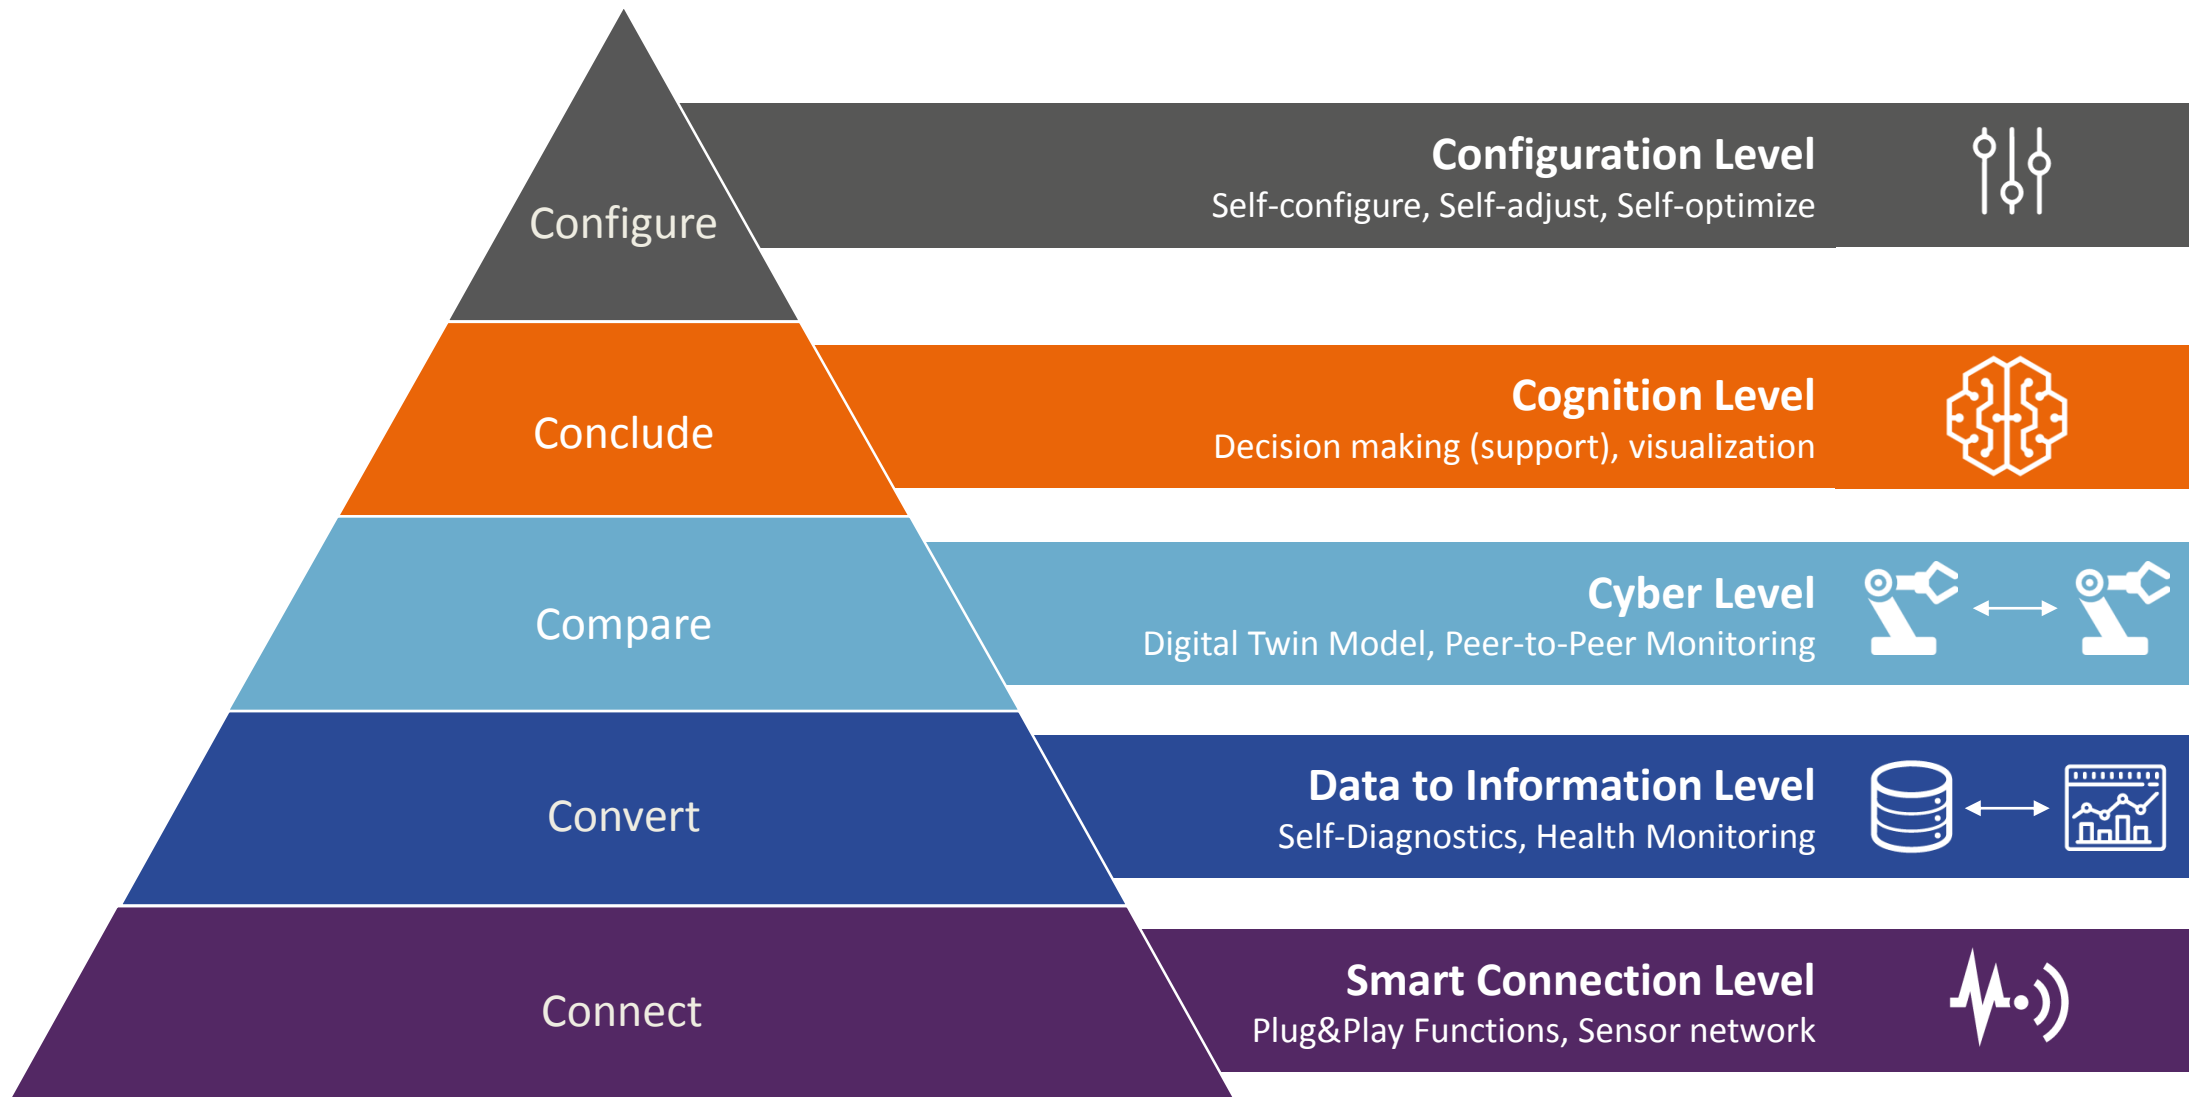 Configure
Configuration Level
Self-configure, Self-adjust, Self-optimize
Conclude
Cognition Level
Decision making (support), visualization
Compare
Cyber Level
Digital Twin Model, Peer-to-Peer Monitoring
Convert
Data to Information Level
Self-Diagnostics, Health Monitoring
Connect
Smart Connection Level
Plug&Play Functions, Sensor network